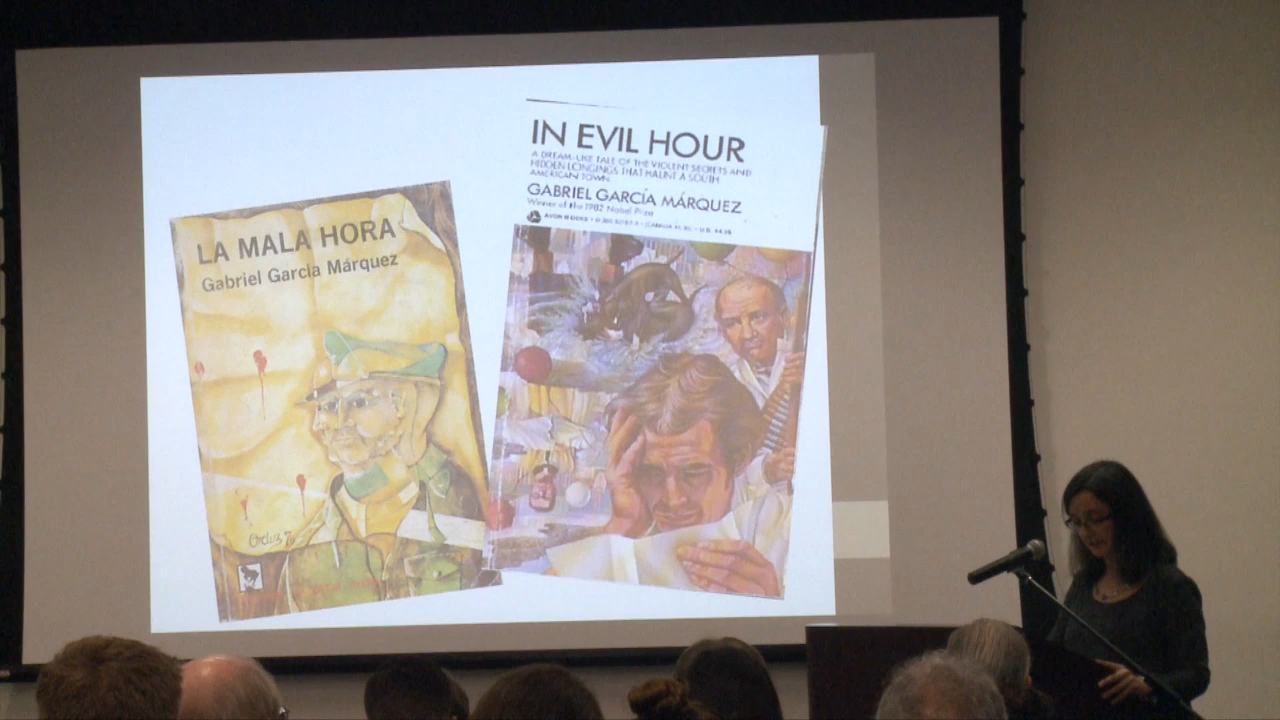 LA MALA HORA
Gabriel García Márquez
IN EVIL HOUR
A DREAM-LIKE TALE OF THE VIOLENT SECRETS AND
HIDDEN LONGINGS THAT HAUNT A SOUTH
AMERICAN TOWN.
GABRIEL GARCÍA MÁRQUEZ
Winner of the 1982 Nobel Prize
AVON